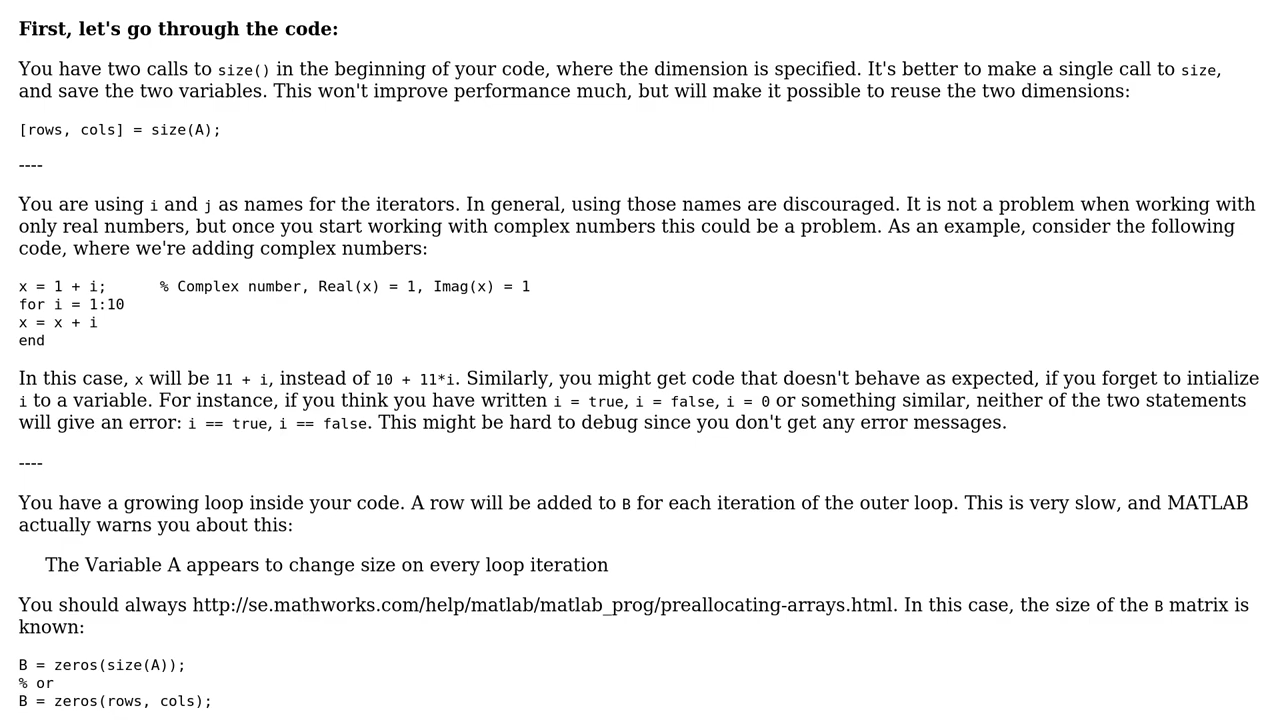 First, let's go through the code:
You have two calls to size() in the beginning of your code, where the dimension is specified. It's better to make a single call to size,
and save the two variables. This won't improve performance much, but will make it possible to reuse the two dimensions:
[rows, cols] = size(A);
----
You are using i and j as names for the iterators. In general, using those names are discouraged. It is not a problem when working with
only real numbers, but once you start working with complex numbers this could be a problem. As an example, consider the following
code, where we're adding complex numbers:
x = 1 + i;      % Complex number, Real(x) = 1, Imag(x) = 1
for i = 1:10
x = x + i
end
In this case, x will be 11 + i, instead of 10 + 11*i. Similarly, you might get code that doesn't behave as expected, if you forget to intialize
i to a variable. For instance, if you think you have written i = true, i = false, i = 0 or something similar, neither of the two statements
will give an error: i == true, i == false. This might be hard to debug since you don't get any error messages.
----
You have a growing loop inside your code. A row will be added to B for each iteration of the outer loop. This is very slow, and MATLAB
actually warns you about this:
The Variable A appears to change size on every loop iteration
You should always http://se.mathworks.com/help/matlab/matlab_prog/preallocating-arrays.html. In this case, the size of the B matrix is
known:
B = zeros(size(A));
% or
B = zeros(rows, cols);